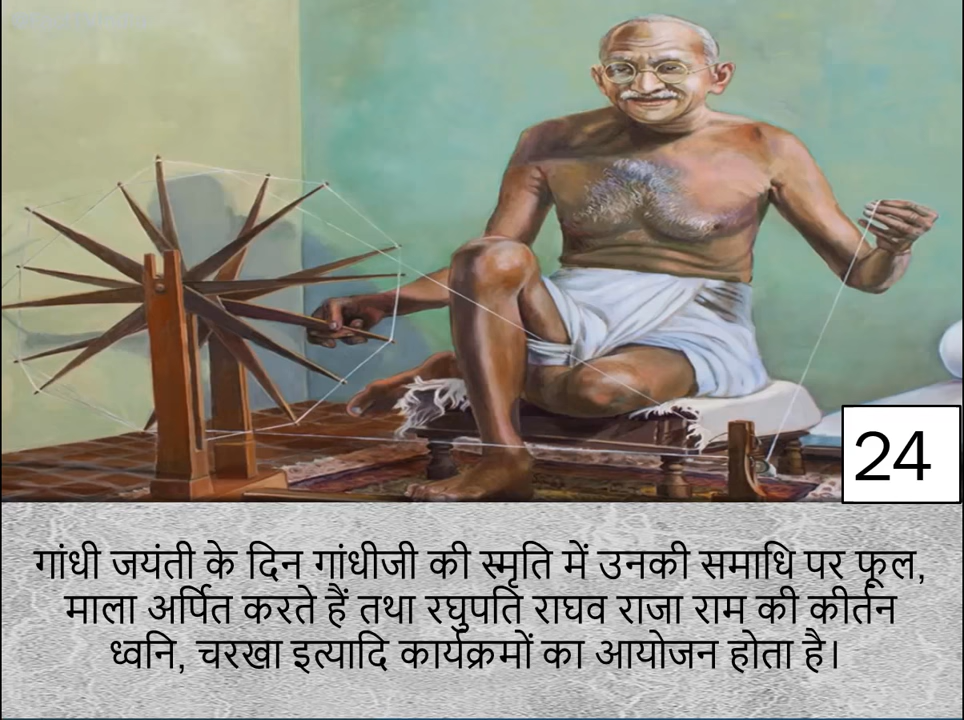 24
गांधी जयंती के दिन गांधीजी की स्मृति में उनकी समाधि पर फूल,
माला अर्पित करते हैं तथा रघुपति राघव राजा राम की कीर्तन
ध्वनि, चरखा इत्यादि कार्यक्रमों का आयोजन होता है।